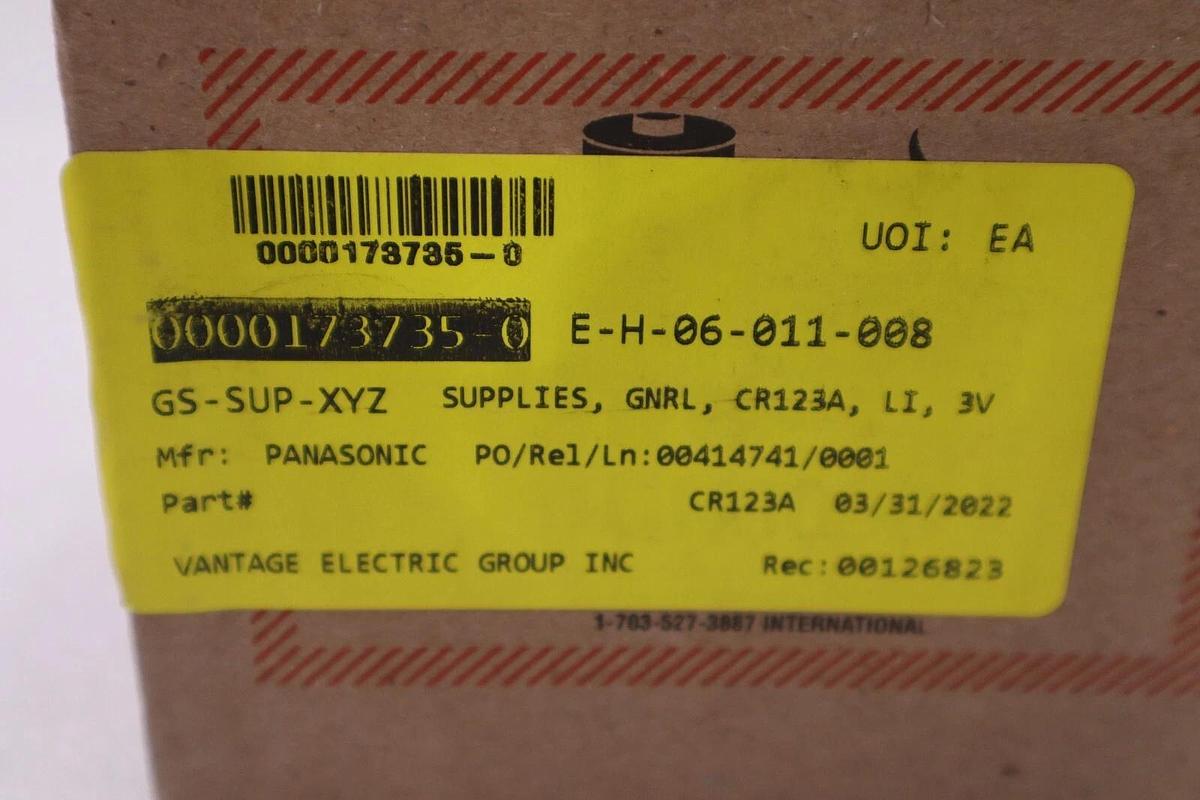 0000173735-0
UOI: EA
0000173735-0 E-H-06-011-008
GS-SUP-XYZ SUPPLIES, GNRL, CR123A, LI, 3V
Mfr: PANASONIC PO/Rel/Ln:00414741/0001
Part# CR123A 03/31/2022
VANTAGE ELECTRIC GROUP INC Rec:00126823
1-703-527-3887 INTERNATIONAL